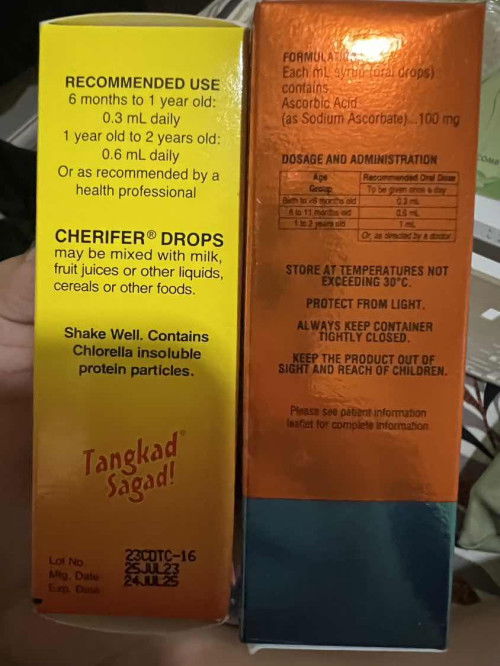 RECOMMENDED USE
6 months to 1 year old:
0.3 mL daily
1 year old to 2 years old:
0.6 mL daily
Or as recommended by a
health professional
CHERIFER® DROPS
may be mixed with milk,
fruit juices or other liquids,
cereals or other foods.
Shake Well. Contains
Chlorella insoluble
protein particles.
Tangkad®
Sagad!
Lot No 23CDTC-16
Mfg. Date 25JUL23
Exp. Date 24JUL25
FORMULATION
Each mL syrup (oral drops)
contains
Ascorbic Acid
(as Sodium Ascorbate)...100 mg
DOSAGE AND ADMINISTRATION
Age Recommended Oral Dose
Group To be given once a day
Birth to <6 months old 0.3 mL
6 to 11 months old 0.6 mL
1 to 2 years old 1 mL
Or, as directed by a doctor
STORE AT TEMPERATURES NOT
EXCEEDING 30°C.
PROTECT FROM LIGHT.
ALWAYS KEEP CONTAINER
TIGHTLY CLOSED.
KEEP THE PRODUCT OUT OF
SIGHT AND REACH OF CHILDREN.
Please see patient information
leaflet for complete information